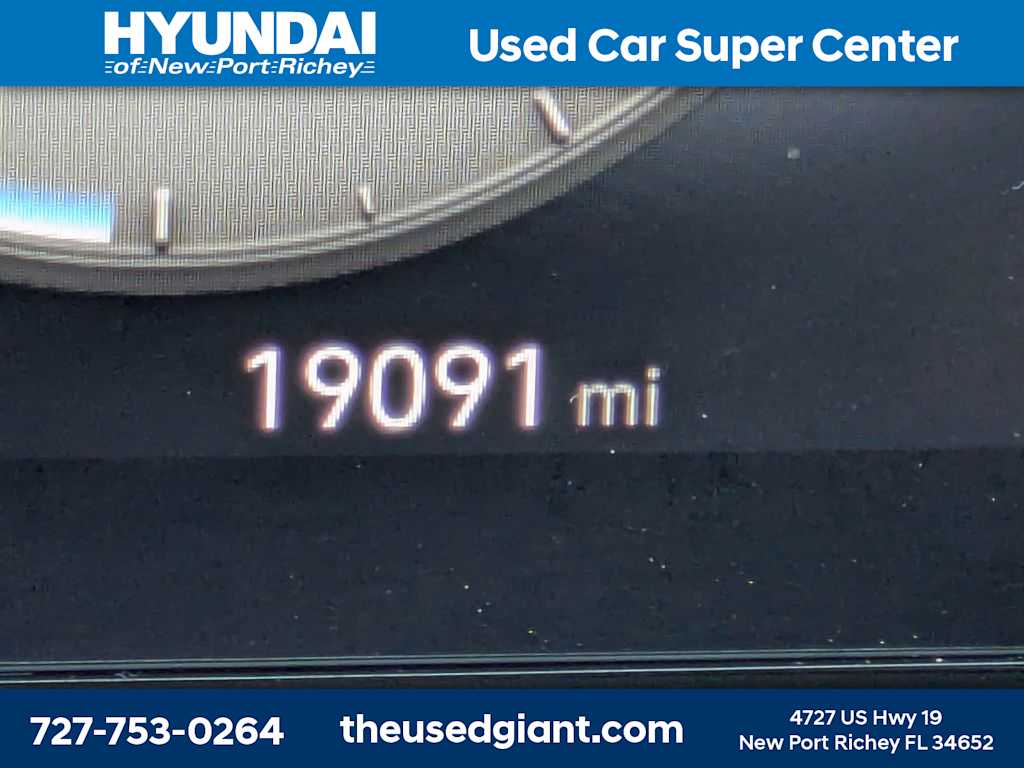 HYUNDAI
of New Port Richey
Used Car Super Center
19091 mi
727-753-0264
theusedgiant.com
4727 US Hwy 19
New Port Richey FL 34652